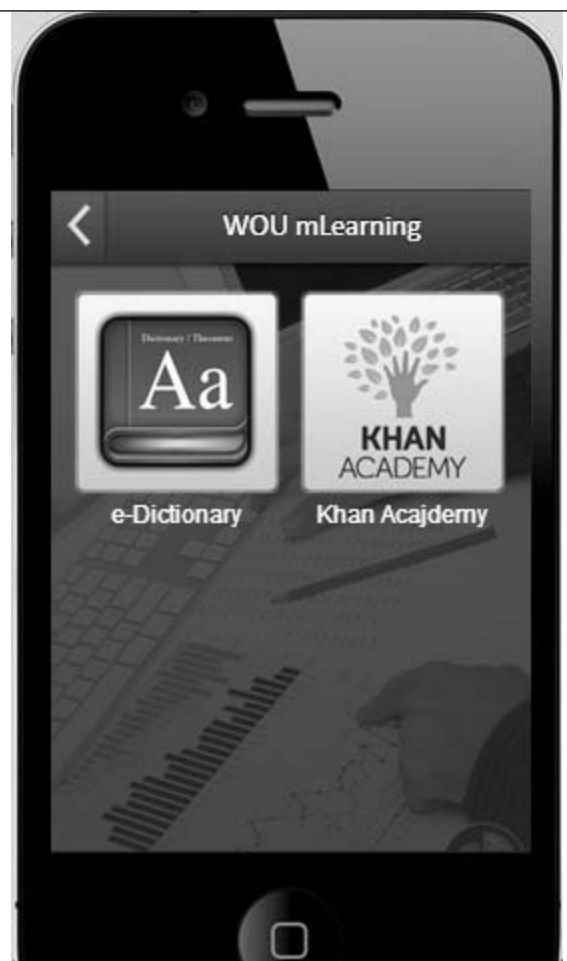 WOU mLearning
Dictionary / Thesaurus
Aa
KHAN
ACADEMY
e-Dictionary
Khan Acajdemy